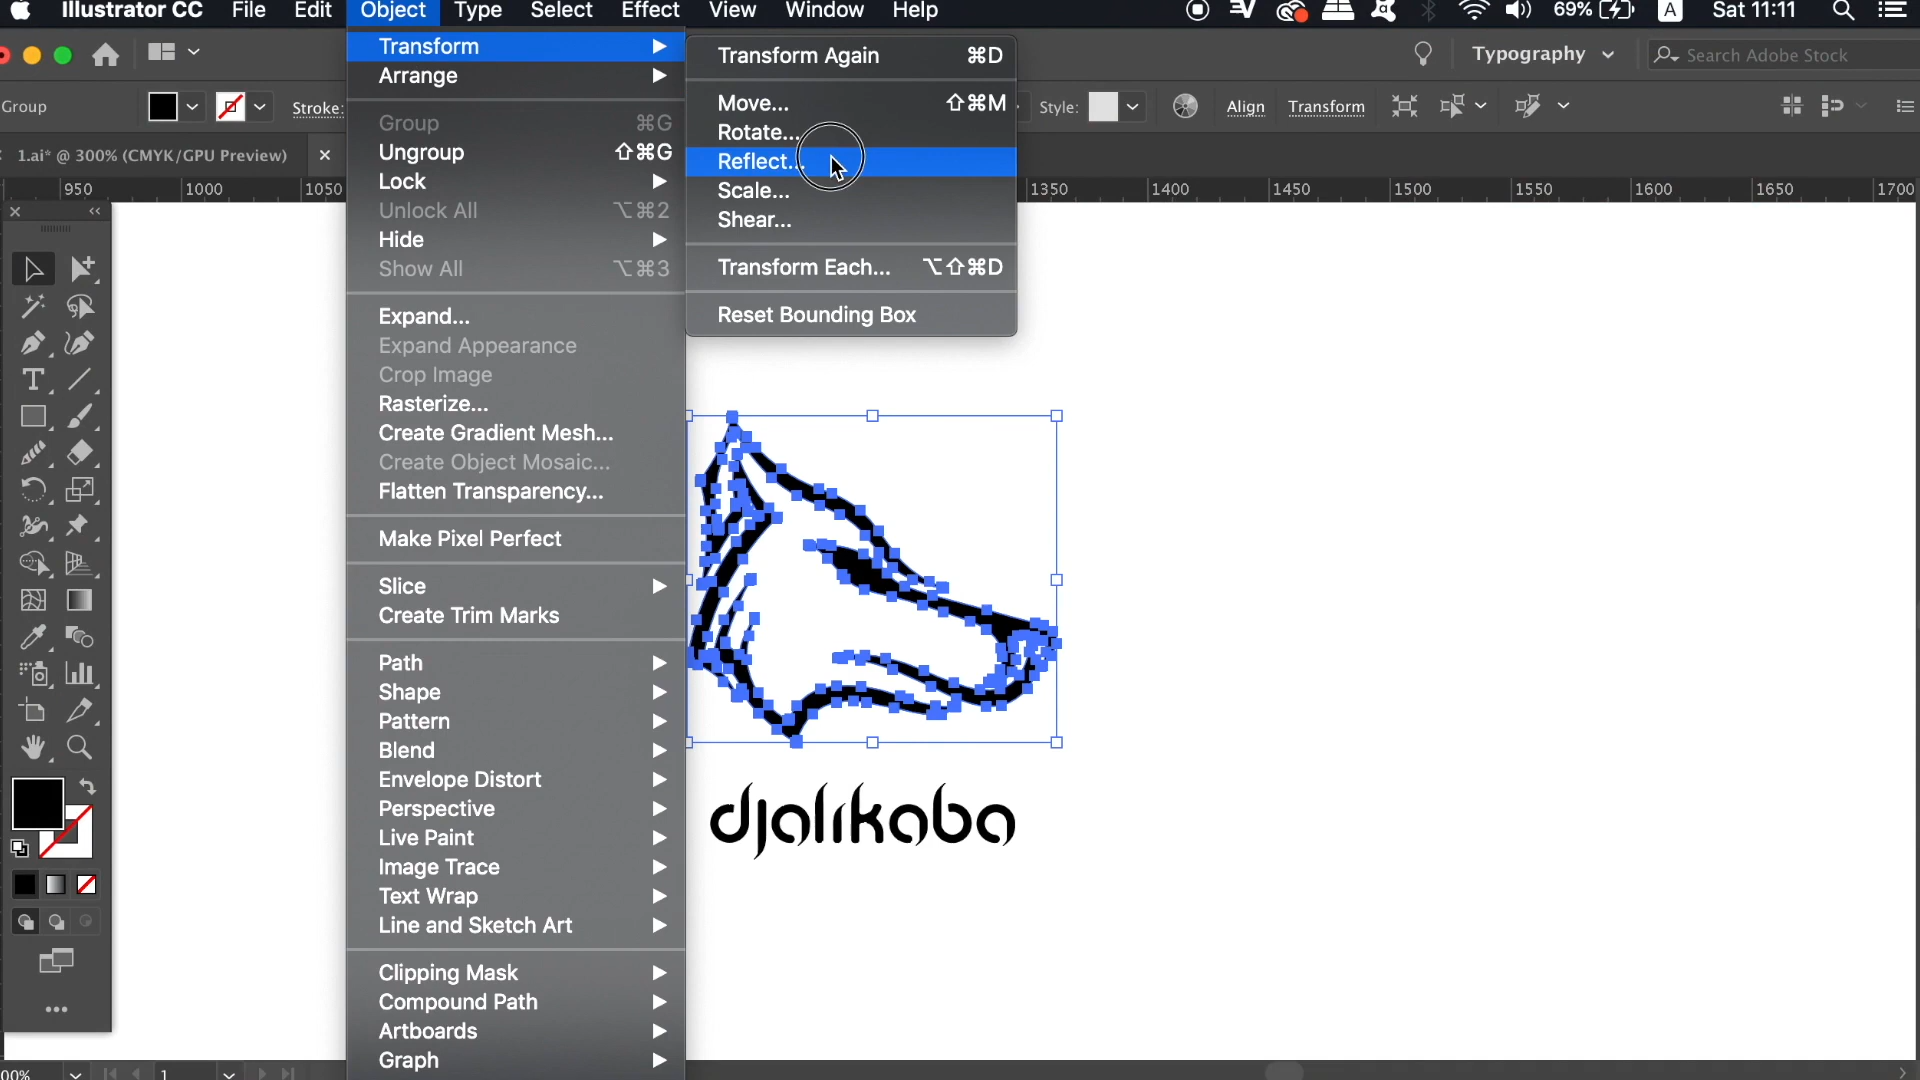 Illustrator CC File Edit Object Type Select Effect View Window Help 69% A Sat 11:11
Typography Search Adobe Stock
Group Stroke: Style: Align Transform
1.ai* @ 300% (CMYK/GPU Preview)
950 1000 1050 1350 1400 1450 1500 1550 1600 1650 1700
Transform
Arrange
Group ⌘G
Ungroup ⇧⌘G
Lock
Unlock All ⌥⌘2
Hide
Show All ⌥⌘3
Expand...
Expand Appearance
Crop Image
Rasterize...
Create Gradient Mesh...
Create Object Mosaic...
Flatten Transparency...
Make Pixel Perfect
Slice
Create Trim Marks
Path
Shape
Pattern
Blend
Envelope Distort
Perspective
Live Paint
Image Trace
Text Wrap
Line and Sketch Art
Clipping Mask
Compound Path
Artboards
Graph
Transform Again ⌘D
Move... ⇧⌘M
Rotate...
Reflect...
Scale...
Shear...
Transform Each... ⌥⇧⌘D
Reset Bounding Box
djalikaba
00% 1